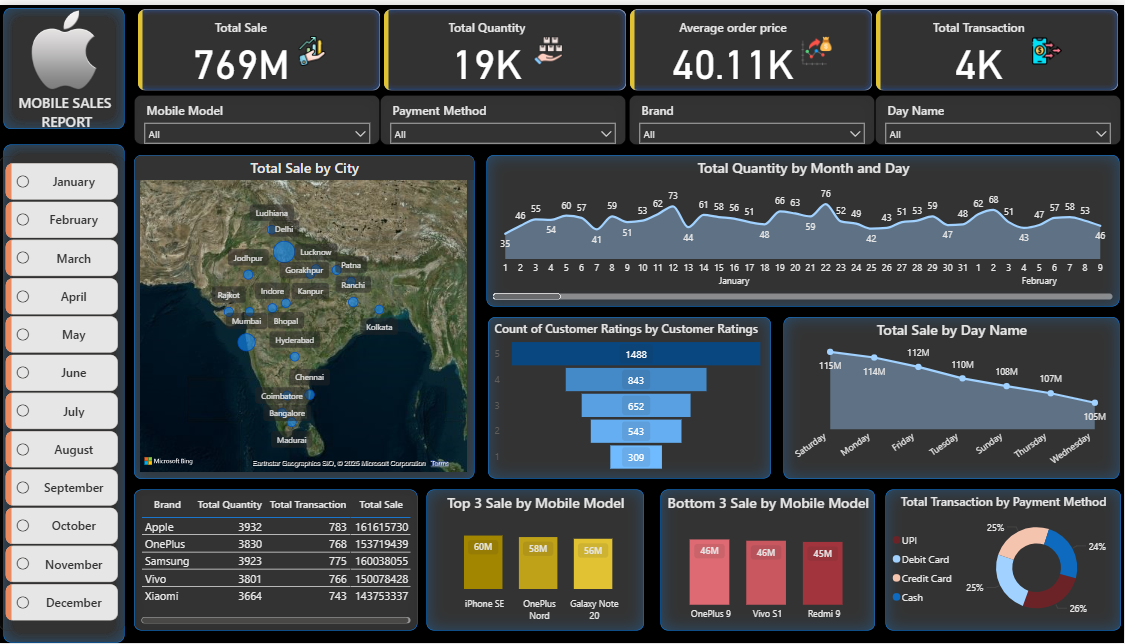 MOBILE SALES
REPORT
Total Sale
769M
Total Quantity
19K
Average order price
40.11K
Total Transaction
4K
Mobile Model
All
Payment Method
All
Brand
All
Day Name
All
January
February
March
April
May
June
July
August
September
October
November
December
Total Sale by City
Ludhiana
Delhi
Lucknow
Jodhpur
Gorakhpur
Patna
Ranchi
Rajkot
Indore
Kanpur
Mumbai
Bhopal
Kolkata
Hyderabad
Chennai
Coimbatore
Bangalore
Madurai
Microsoft Bing
Earthstar Geographics SIO, © 2025 Microsoft Corporation Terms
Total Quantity by Month and Day
35 46 55 54 60 57 41 59 51 53 62 73 44 61 58 56 51 48 66 63 59 76 52 49 42 43 51 53 59 47 48 62 68 51 43 47 57 58 53 46
1 2 3 4 5 6 7 8 9 10 11 12 13 14 15 16 17 18 19 20 21 22 23 24 25 26 27 28 29 30 31 1 2 3 4 5 6 7 8 9
January February
Count of Customer Ratings by Customer Ratings
5 1488
4 843
3 652
2 543
1 309
Total Sale by Day Name
115M 114M 112M 110M 108M 107M 105M
Saturday Monday Friday Tuesday Sunday Thursday Wednesday
Brand Total Quantity Total Transaction Total Sale
Apple 3932 783 161615730
OnePlus 3830 768 153719439
Samsung 3923 775 160038055
Vivo 3801 766 150078428
Xiaomi 3664 743 143753337
Top 3 Sale by Mobile Model
60M 58M 56M
iPhone SE OnePlus Galaxy Note
Nord 20
Bottom 3 Sale by Mobile Model
46M 46M 45M
OnePlus 9 Vivo S1 Redmi 9
Total Transaction by Payment Method
UPI
Debit Card
Credit Card
Cash
25%
24%
25%
26%